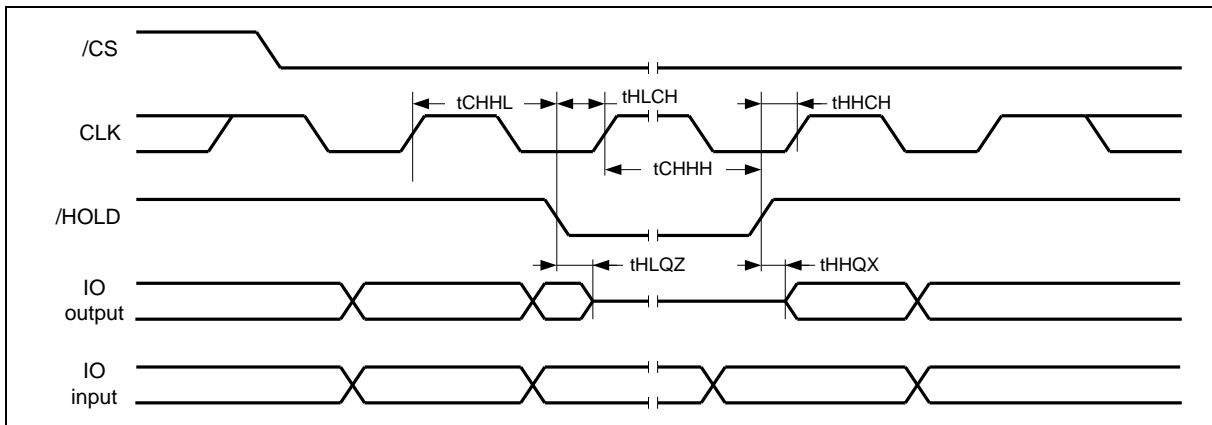 /CS
tCHHL
tHLCH
tHHCH
CLK
tCHHH
/HOLD
tHLQZ
tHHQX
IO
output
IO
input